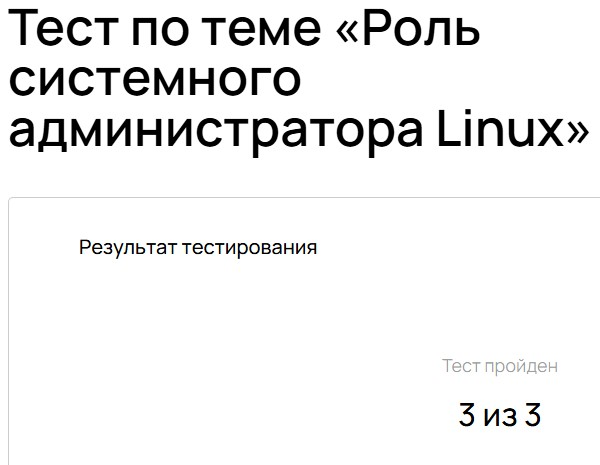 Тест по теме «Роль
системного
администратора Linux»
Результат тестирования
Тест пройден
3 из 3